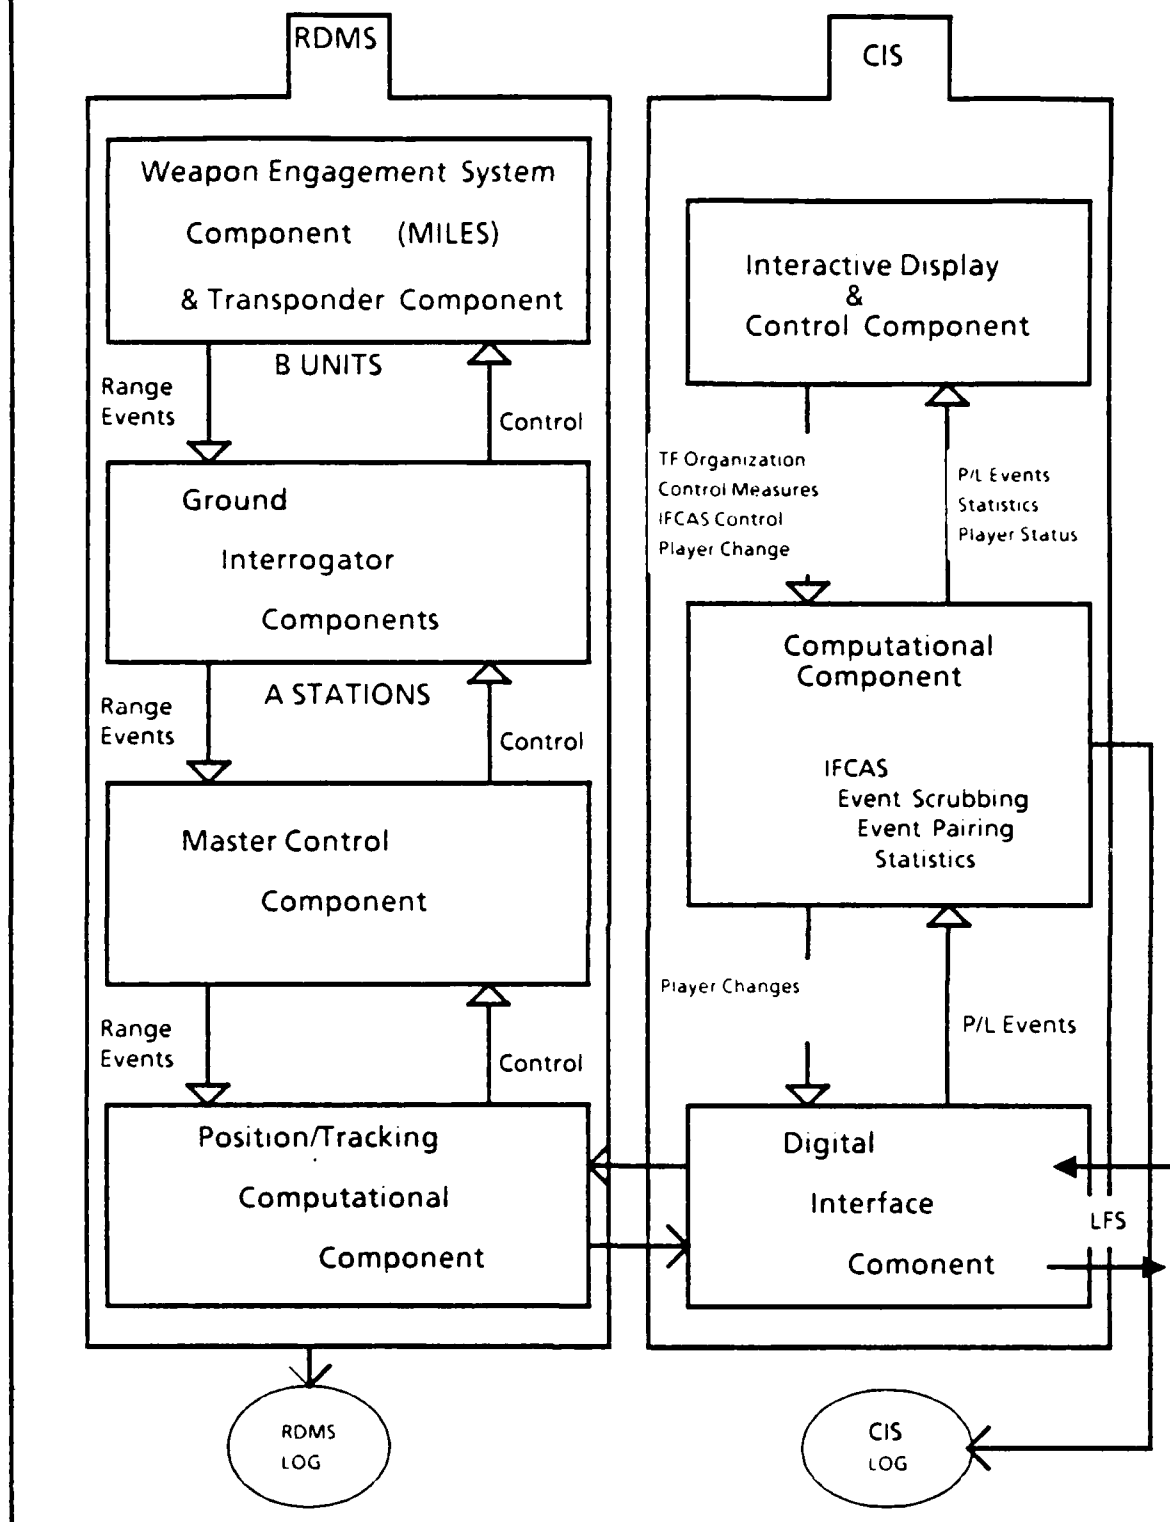 RDMS
Weapon Engagement System
Component (MILES)
& Transponder Component
B UNITS
Range
Events
Control
Ground
Interrogator
Components
A STATIONS
Range
Events
Control
Master Control
Component
Range
Events
Control
Position/Tracking
Computational
Component
RDMS
LOG
CIS
Interactive Display
&
Control Component
TF Organization
Control Measures
IFCAS Control
Player Change
P/L Events
Statistics
Player Status
Computational
Component
IFCAS
Event Scrubbing
Event Pairing
Statistics
Player Changes
P/L Events
Digital
Interface
Comonent
LFS
CIS
LOG